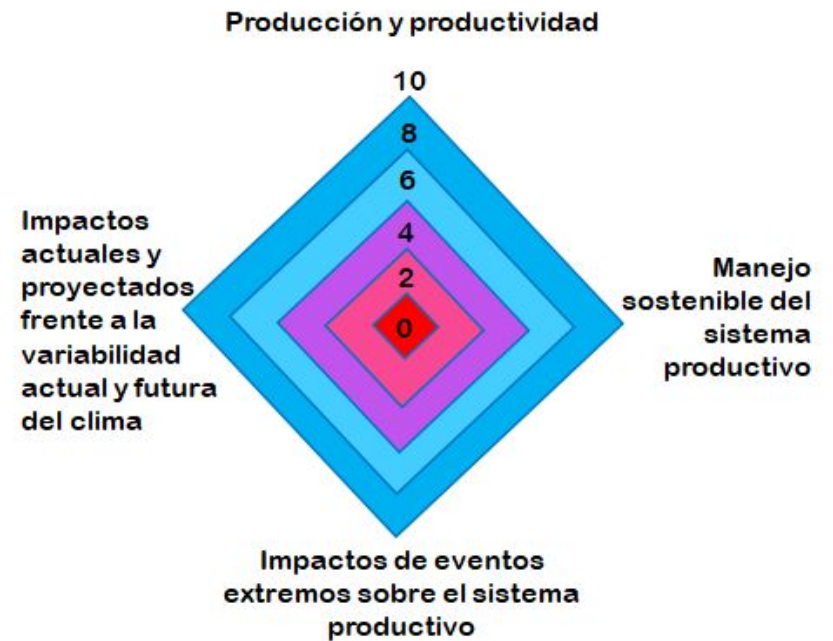 Producción y productividad
10
8
6
4
2
0
Impactos
actuales y
proyectados
frente a la
variabilidad
actual y futura
del clima
Manejo
sostenible del
sistema
productivo
Impactos de eventos
extremos sobre el sistema
productivo